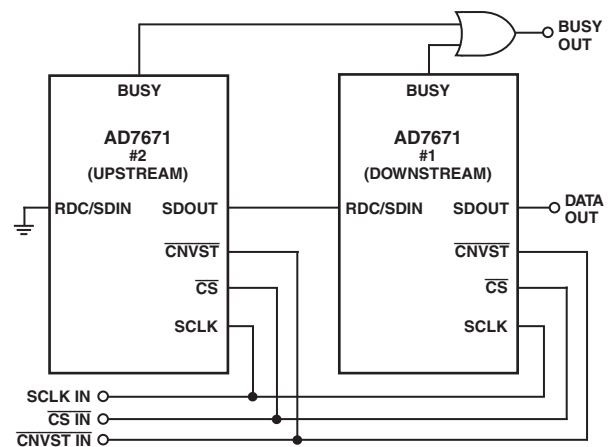 BUSY
OUT
BUSY
BUSY
AD7671
#2
(UPSTREAM)
AD7671
#1
(DOWNSTREAM)
RDC/SDIN SDOUT
RDC/SDIN SDOUT
DATA
OUT
CNVST
CNVST
CS
CS
SCLK
SCLK
SCLK IN
CS IN
CNVST IN